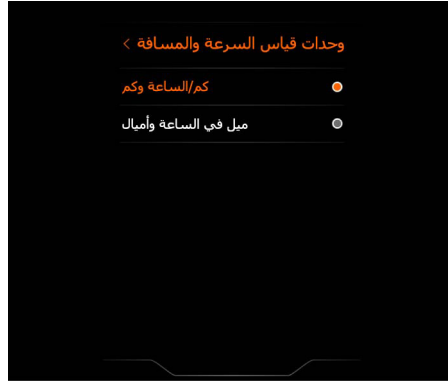 وحدات قياس السرعة والمسافة >
كم/الساعة وكم
ميل في الساعة وأميال